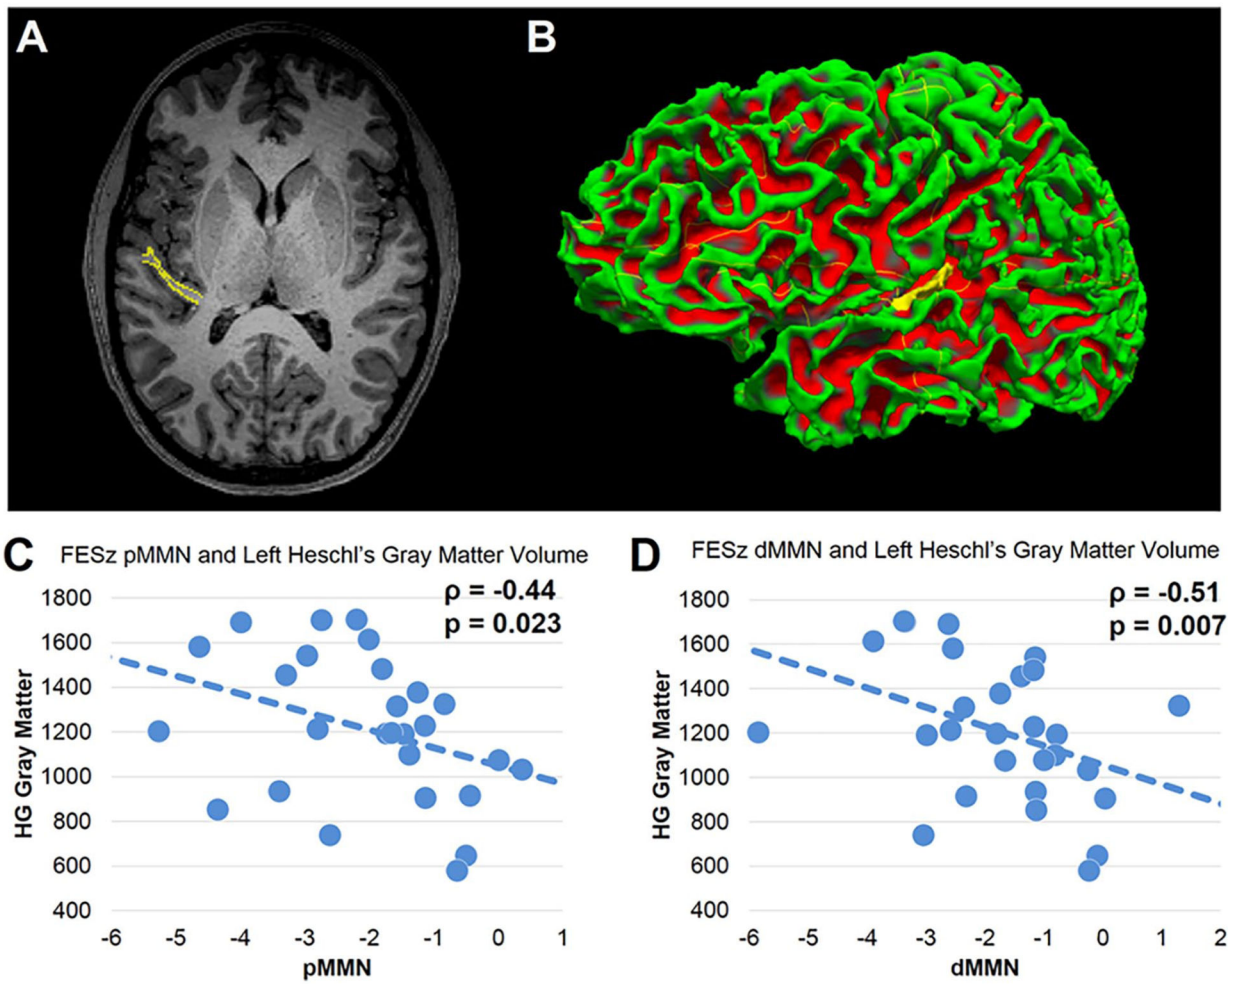 A
B
C
FESz pMMN and Left Heschl's Gray Matter Volume
ρ = -0.44
p = 0.023
HG Gray Matter
1800
1600
1400
1200
1000
800
600
400
-6 -5 -4 -3 -2 -1 0 1
pMMN
D
FESz dMMN and Left Heschl's Gray Matter Volume
ρ = -0.51
p = 0.007
HG Gray Matter
1800
1600
1400
1200
1000
800
600
400
-6 -5 -4 -3 -2 -1 0 1 2
dMMN